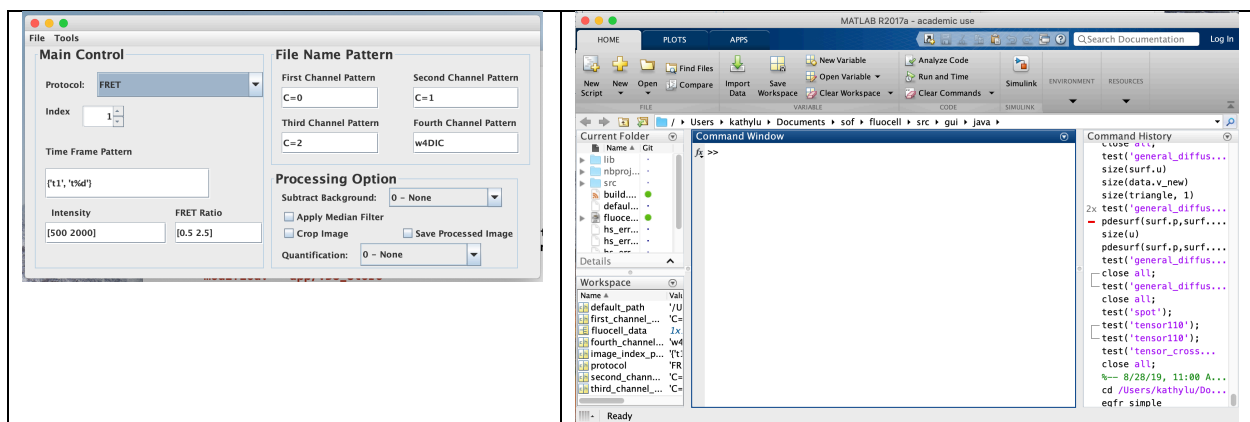 File Tools
Main Control
Protocol: FRET
Index 1
Time Frame Pattern
{'t1', 't%d'}
Intensity FRET Ratio
[500 2000] [0.5 2.5]
File Name Pattern
First Channel Pattern Second Channel Pattern
C=0 C=1
Third Channel Pattern Fourth Channel Pattern
C=2 w4DIC
Processing Option
Subtract Background: 0 - None
Apply Median Filter
Crop Image Save Processed Image
Quantification: 0 - None
MATLAB R2017a - academic use
HOME PLOTS APPS Search Documentation Log In
New Script
New
Open
Find Files
Compare
FILE
Import Data
Save Workspace
New Variable
Open Variable
Clear Workspace
VARIABLE
Analyze Code
Run and Time
Clear Commands
CODE
Simulink
SIMULINK
ENVIRONMENT
RESOURCES
/ Users kathylu Documents sof fluocell src gui java
Current Folder
Name Git
lib
nbproj...
src
build....
defaul...
fluoce...
hs_err...
hs_err...
Details
Workspace
Name Valu
default_path '/U
first_channel_... 'C=
fluocell_data 1x
fourth_channel... 'w4
image_index_p... '{'t:
protocol 'FR
second_chann... 'C=
third_channel_... 'C=
Command Window
fx >>
Command History
close all;
test('general_diffus...
size(surf.u)
size(data.v_new)
size(triangle, 1)
2x test('general_diffus...
pdesurf(surf.p,surf....
size(u)
pdesurf(surf.p,surf....
test('general_diffus...
close all;
test('general_diffus...
close all;
test('spot');
test('tensor110');
test('tensor110');
test('tensor_cross...
close all;
%-- 8/28/19, 11:00 A...
cd /Users/kathylu/Do...
egfr simple
Ready